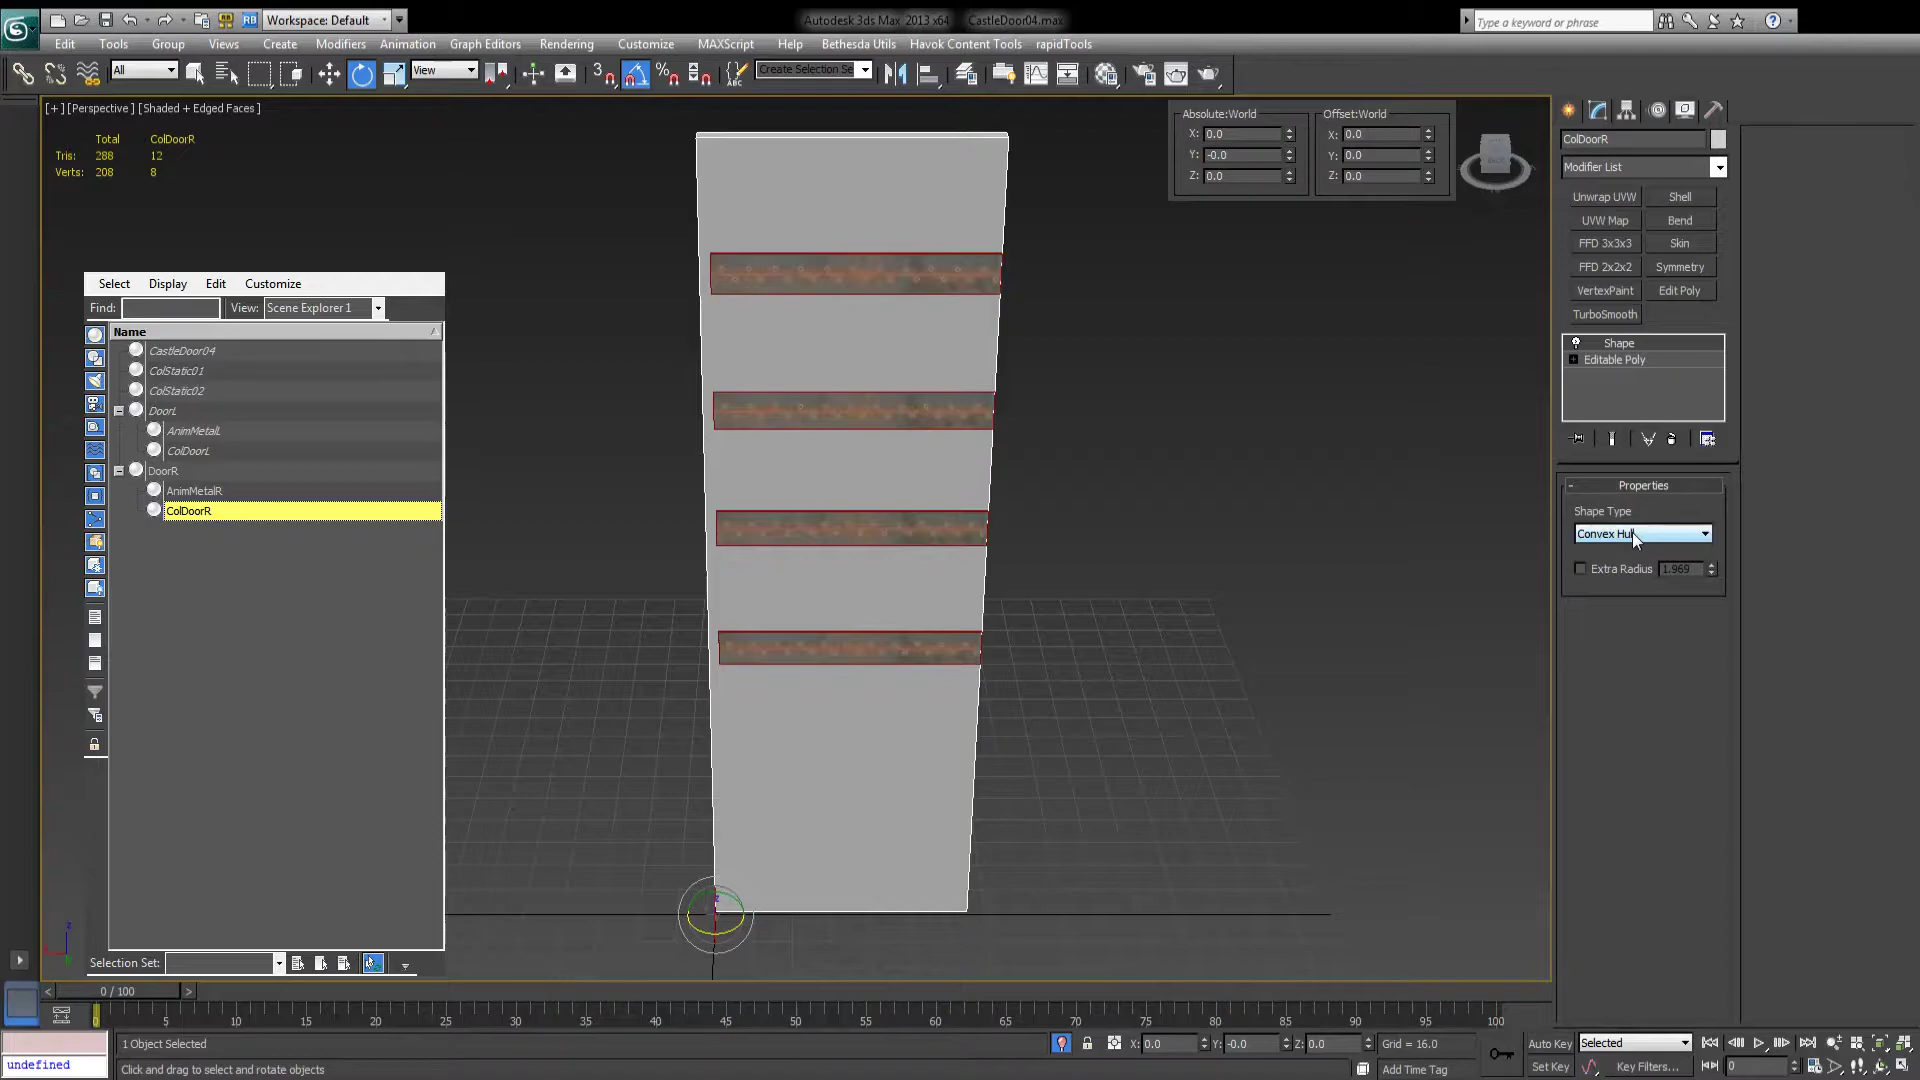 Workspace: Default
Autodesk 3ds Max 2013 x64 CastleDoor04.max
Type a keyword or phrase
Edit Tools Group Views Create Modifiers Animation Graph Editors Rendering Customize MAXScript Help Bethesda Utils Havok Content Tools rapidTools
All
View
Create Selection Se
[+] [Perspective] [Shaded + Edged Faces]
Total ColDoorR
Tris: 288 12
Verts: 208 8
Absolute:World Offset:World
X: 0.0 X: 0.0
Y: -0.0 Y: 0.0
Z: 0.0 Z: 0.0
ColDoorR
Modifier List
Unwrap UVW Shell
UVW Map Bend
FFD 3x3x3 Skin
FFD 2x2x2 Symmetry
VertexPaint Edit Poly
TurboSmooth
Shape
Editable Poly
Properties
Shape Type
Convex Hul
Extra Radius 1.969
Select Display Edit Customize
Find: View: Scene Explorer 1
Name
CastleDoor04
ColStatic01
ColStatic02
DoorL
AnimMetalL
ColDoorL
DoorR
AnimMetalR
ColDoorR
Selection Set:
0 / 100
0 5 10 15 20 25 30 35 40 45 50 55 60 65 70 75 80 85 90 95 100
undefined
1 Object Selected
X: 0.0 Y: -0.0 Z: 0.0 Grid = 16.0
Click and drag to select and rotate objects
Add Time Tag
Auto Key Selected
Set Key Key Filters... 0